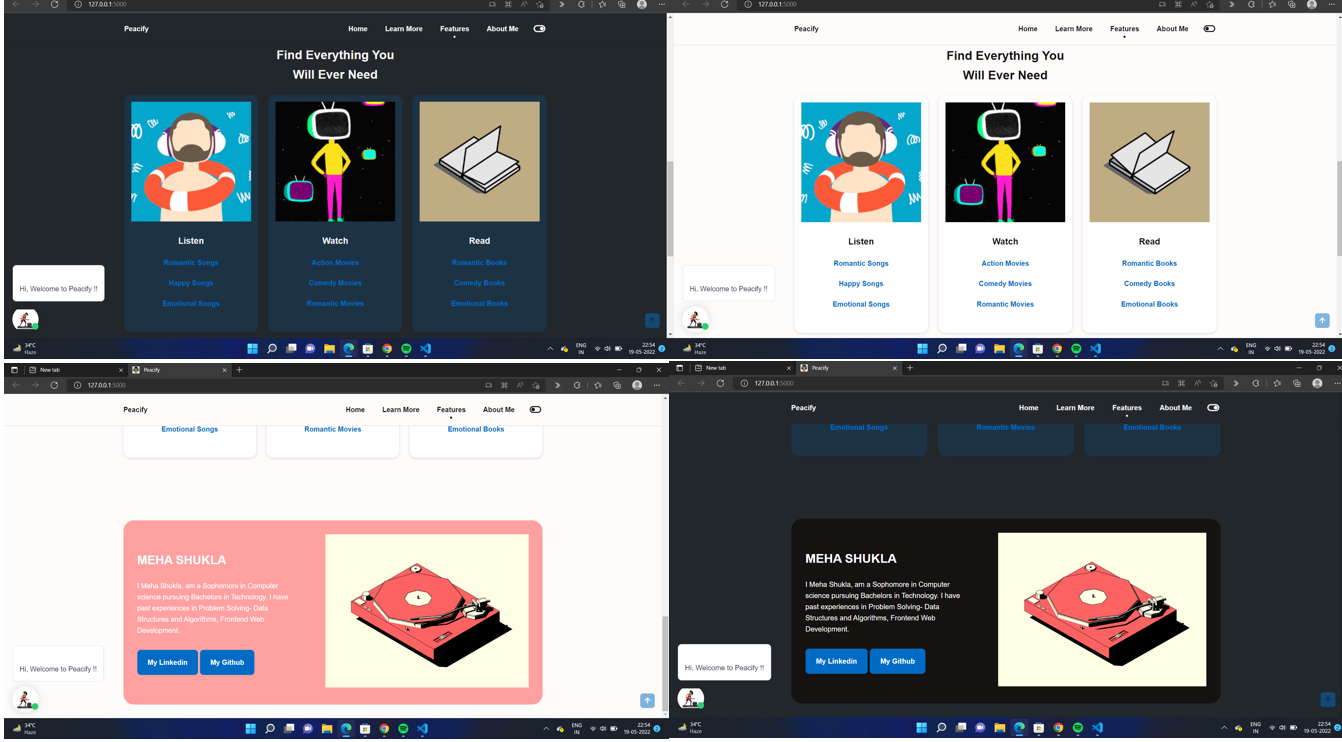 127.0.0.1:5000
Peacify
Home Learn More Features About Me
Find Everything You
Will Ever Need
Listen Watch Read
Romantic Songs Action Movies Romantic Books
Happy Songs Comedy Movies Comedy Books
Emotional Songs Romantic Movies Emotional Books
Hi, Welcome to Peacify !!
34°C
Haze
ENG
IN
22:54
19-05-2022
127.0.0.1:5000
Peacify
Home Learn More Features About Me
Find Everything You
Will Ever Need
Listen Watch Read
Romantic Songs Action Movies Romantic Books
Happy Songs Comedy Movies Comedy Books
Emotional Songs Romantic Movies Emotional Books
Hi, Welcome to Peacify !!
34°C
Haze
ENG
IN
22:54
19-05-2022
New tab Peacify
127.0.0.1:5000
Peacify
Home Learn More Features About Me
Emotional Songs Romantic Movies Emotional Books
MEHA SHUKLA
I Meha Shukla, am a Sophomore in Computer
science pursuing Bachelors in Technology. I have
past experiences in Problem Solving- Data
Structures and Algorithms, Frontend Web
Development.
My Linkedin My Github
L
Hi, Welcome to Peacify !!
34°C
Haze
ENG
IN
22:54
19-05-2022
New tab Peacify
127.0.0.1:5000
Peacify
Home Learn More Features About Me
Emotional Songs Romantic Movies Emotional Books
MEHA SHUKLA
I Meha Shukla, am a Sophomore in Computer
science pursuing Bachelors in Technology. I have
past experiences in Problem Solving- Data
Structures and Algorithms, Frontend Web
Development.
My Linkedin My Github
L
Hi, Welcome to Peacify !!
34°C
Haze
ENG
IN
22:54
19-05-2022